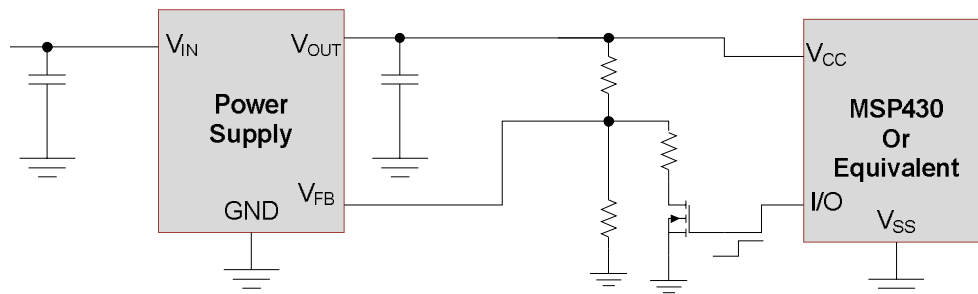 VIN
VOUT
Power
Supply
VFB
GND
VCC
MSP430
Or
Equivalent
I/O
VSS